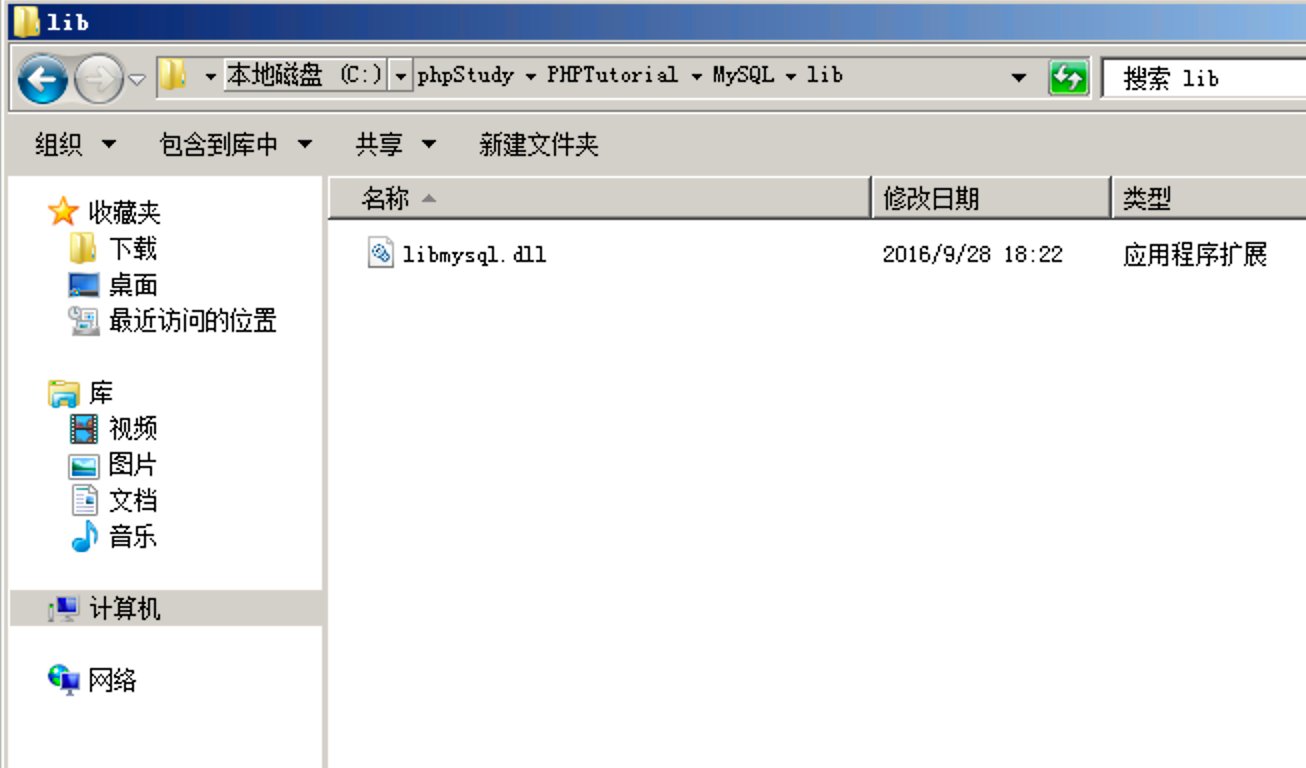 lib
本地磁盘 (C:) phpStudy PHPTutorial MySQL lib 搜索 lib
组织 包含到库中 共享 新建文件夹
名称 修改日期 类型
libmysql.dll 2016/9/28 18:22 应用程序扩展
收藏夹
下载
桌面
最近访问的位置
库
视频
图片
文档
音乐
计算机
网络